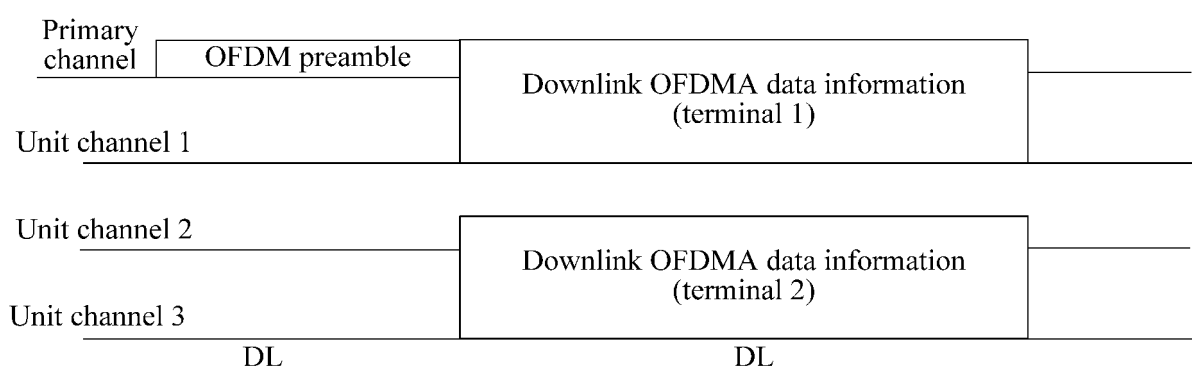 Primary
channel
OFDM preamble
Downlink OFDMA data information
(terminal 1)
Unit channel 1
Unit channel 2
Downlink OFDMA data information
(terminal 2)
Unit channel 3
DL
DL